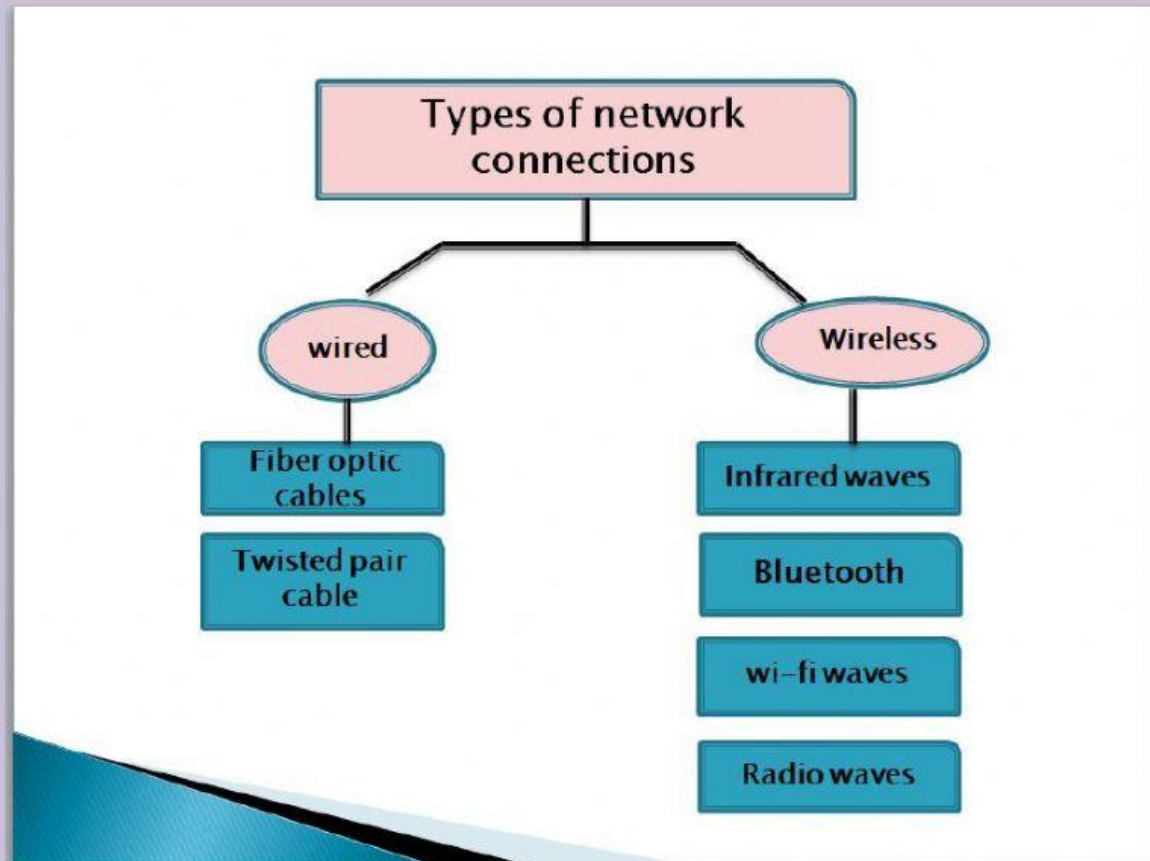 Types of network
connections
wired
Wireless
Fiber optic
cables
Twisted pair
cable
Infrared waves
Bluetooth
wi-fi waves
Radio waves